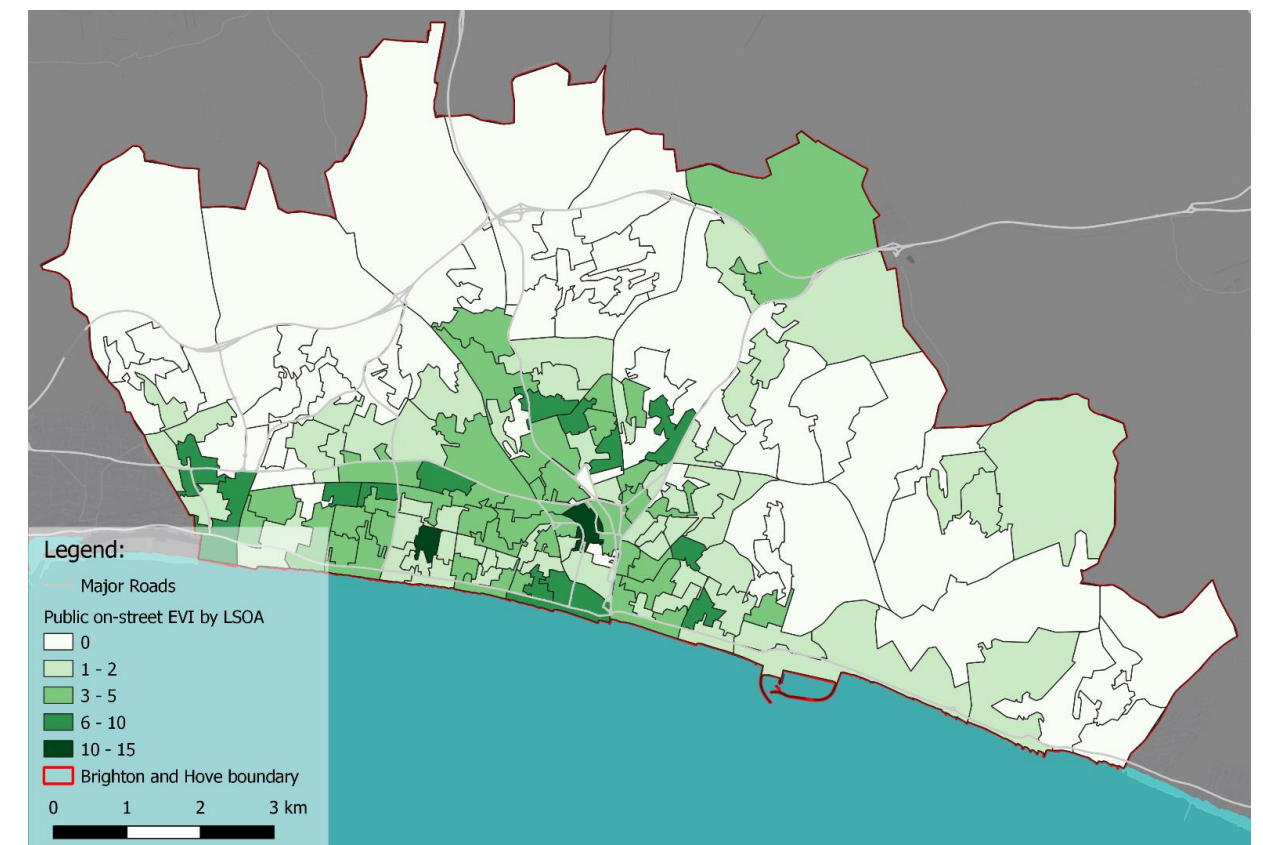 Legend:
Major Roads
Public on-street EVI by LSOA
0
1 - 2
3 - 5
6 - 10
10 - 15
Brighton and Hove boundary
0 1 2 3 km